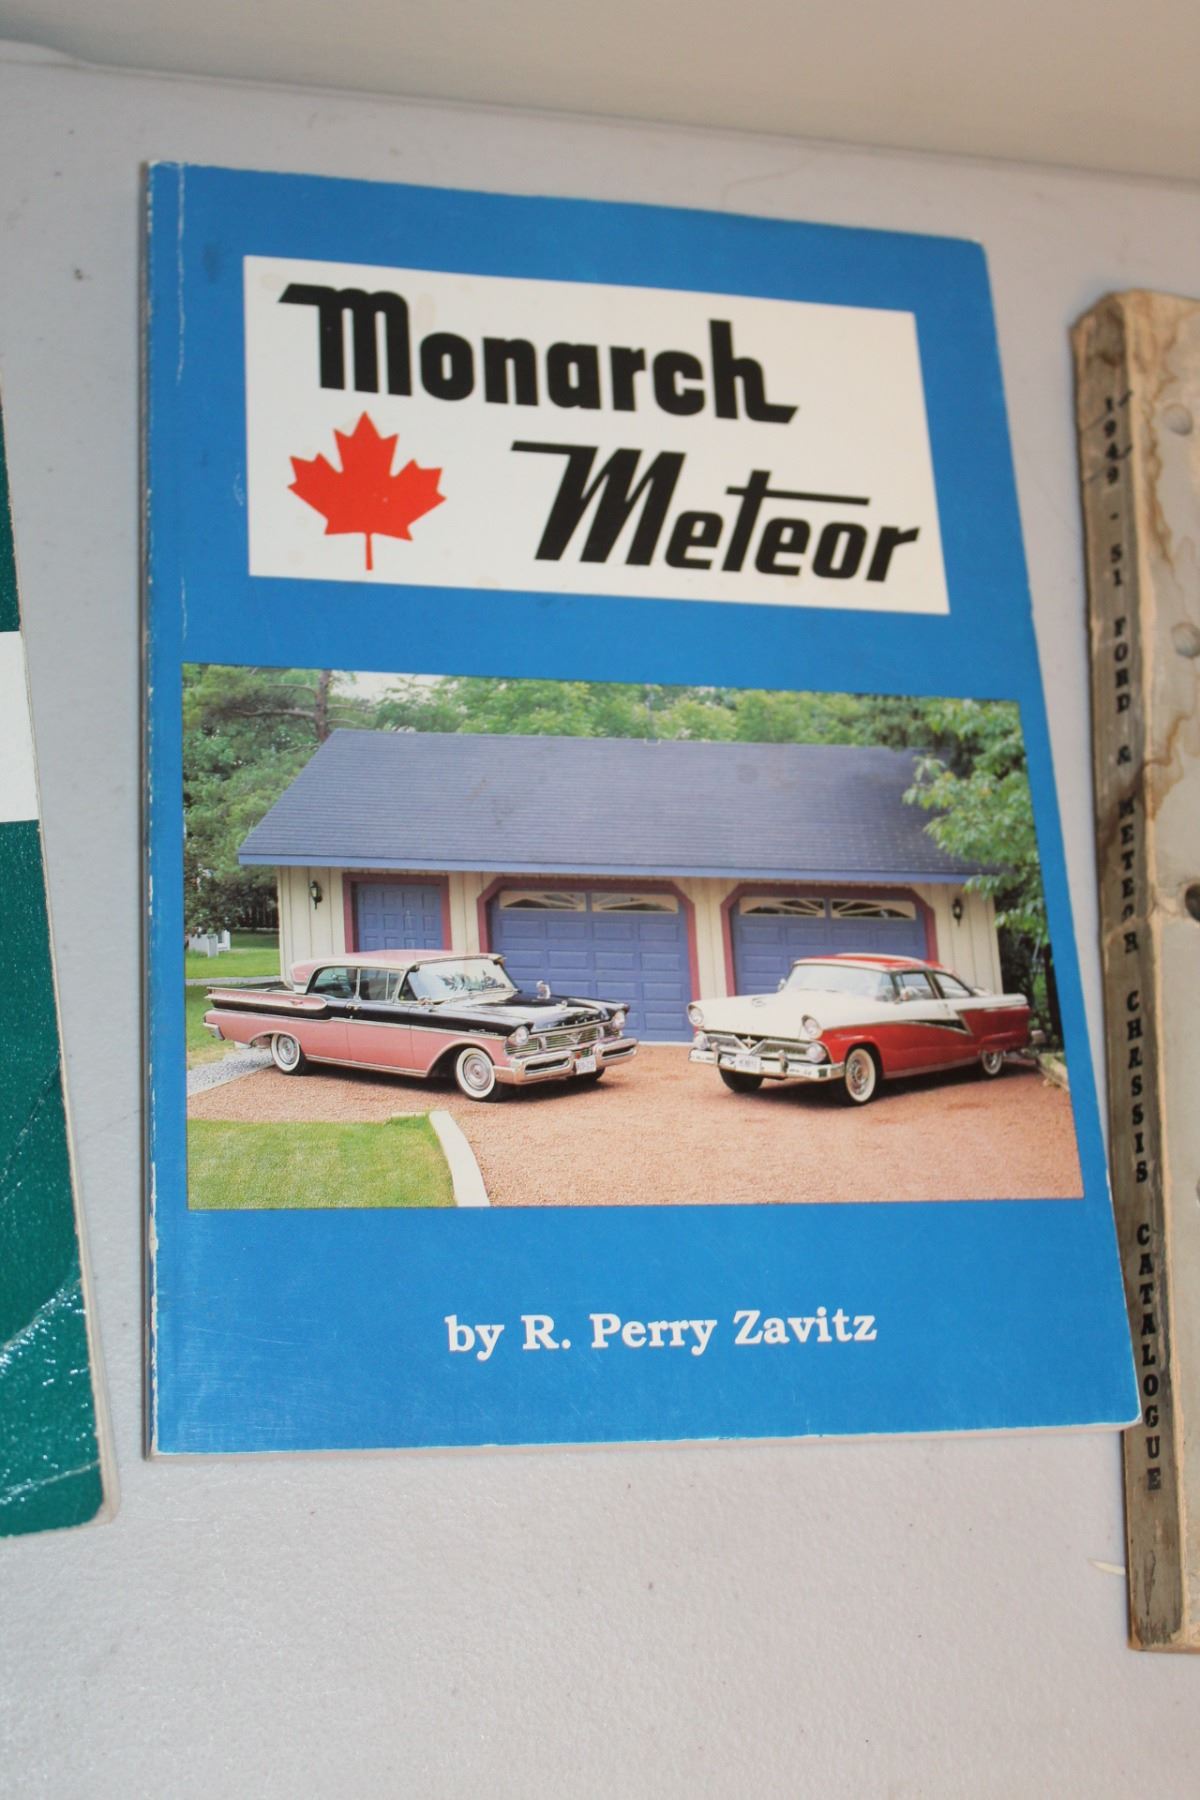 Monarch
Meteor
by R. Perry Zavitz
1949 - 51 FORD & METEOR CHASSIS CATALOGUE